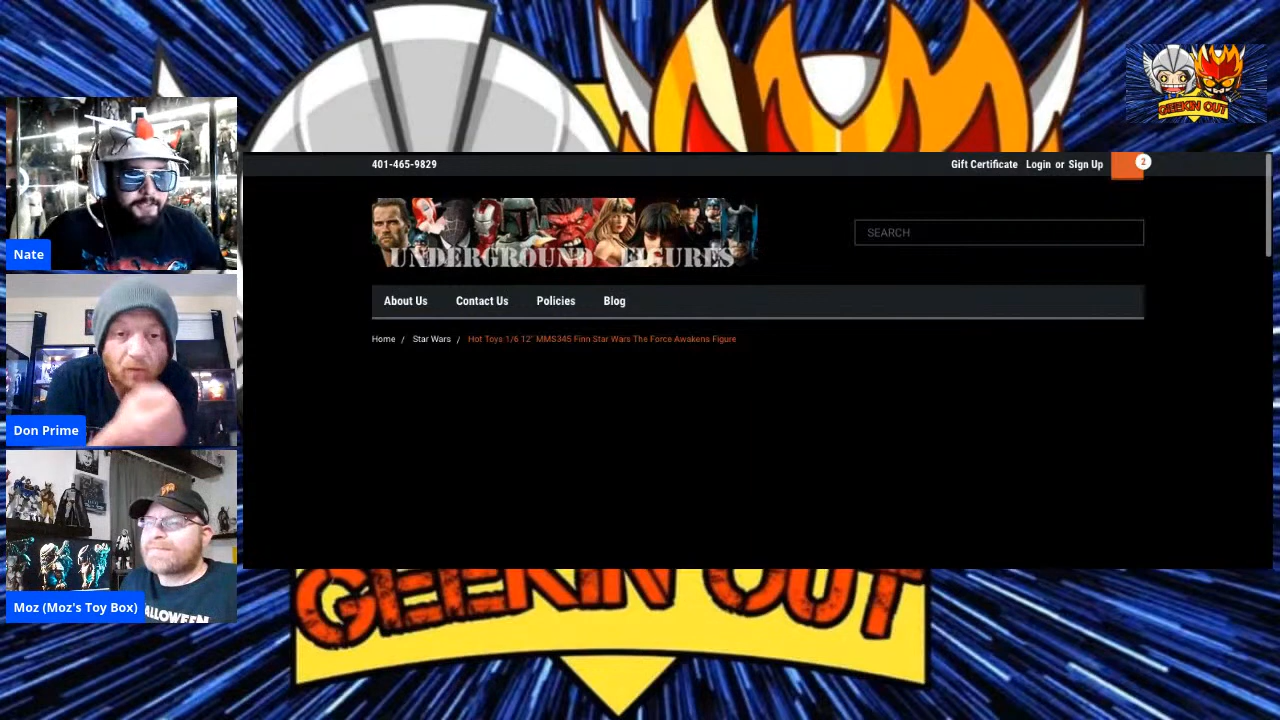 GEEKIN OUT
401-465-9829
Gift Certificate Login or Sign Up
2
UNDERGROUND FIGURES
SEARCH
About Us Contact Us Policies Blog
Home / Star Wars / Hot Toys 1/6 12" MMS345 Finn Star Wars The Force Awakens Figure
Nate
Don Prime
Moz (Moz's Toy Box)
HALLOWEEN
GEEKIN OUT